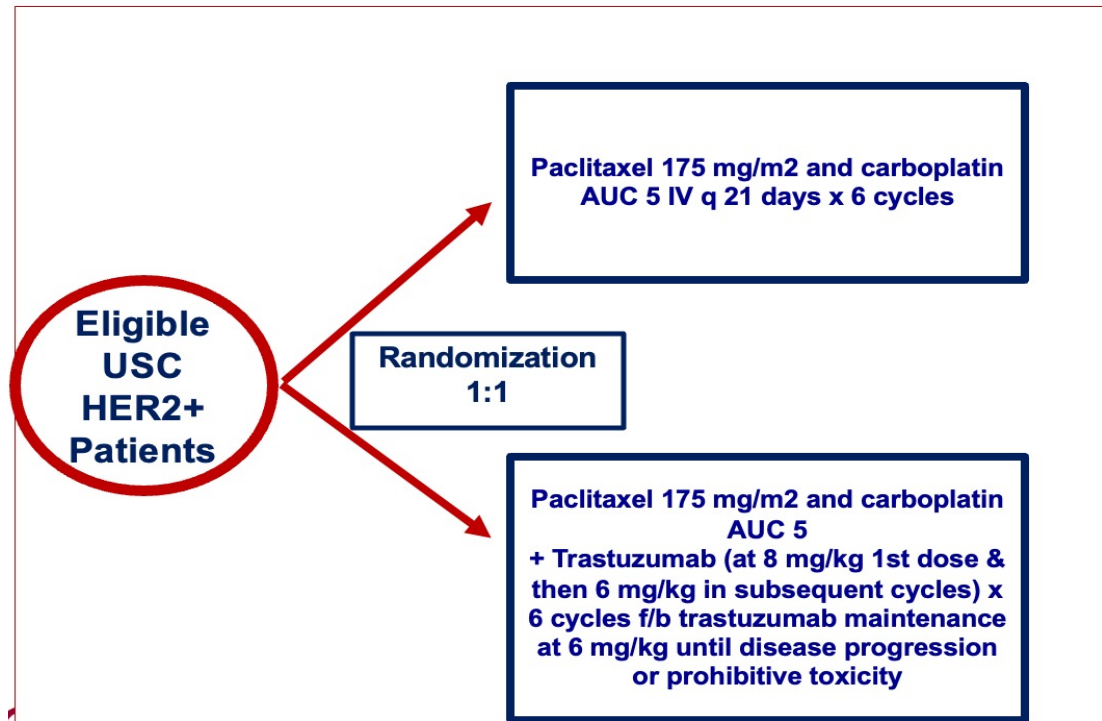 Paclitaxel 175 mg/m2 and carboplatin
AUC 5 IV q 21 days x 6 cycles
Eligible
USC
HER2+
Patients
Randomization
1:1
Paclitaxel 175 mg/m2 and carboplatin
AUC 5
+ Trastuzumab (at 8 mg/kg 1st dose &
then 6 mg/kg in subsequent cycles) x
6 cycles f/b trastuzumab maintenance
at 6 mg/kg until disease progression
or prohibitive toxicity